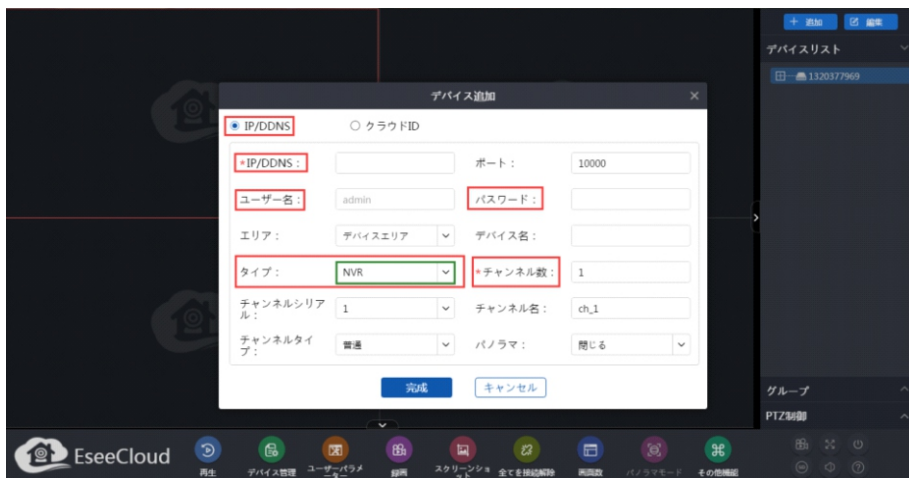 + 追加
編集
デバイスリスト
1320377969
デバイス追加
IP/DDNS
クラウドID
*IP/DDNS：
ポート：
10000
ユーザー名：
admin
パスワード：
エリア：
デバイスエリア
デバイス名：
タイプ：
NVR
*チャンネル数：
1
チャンネルシリア
ル：
1
チャンネル名：
ch_1
チャンネルタイ
プ：
普通
パノラマ：
閉じる
完成
キャンセル
グループ
PTZ制御
EseeCloud
再生
デバイス管理
ユーザーパラメ
ーター
録画
スクリーンショ
ット
全てを接続解除
画面数
パノラマモード
その他機能